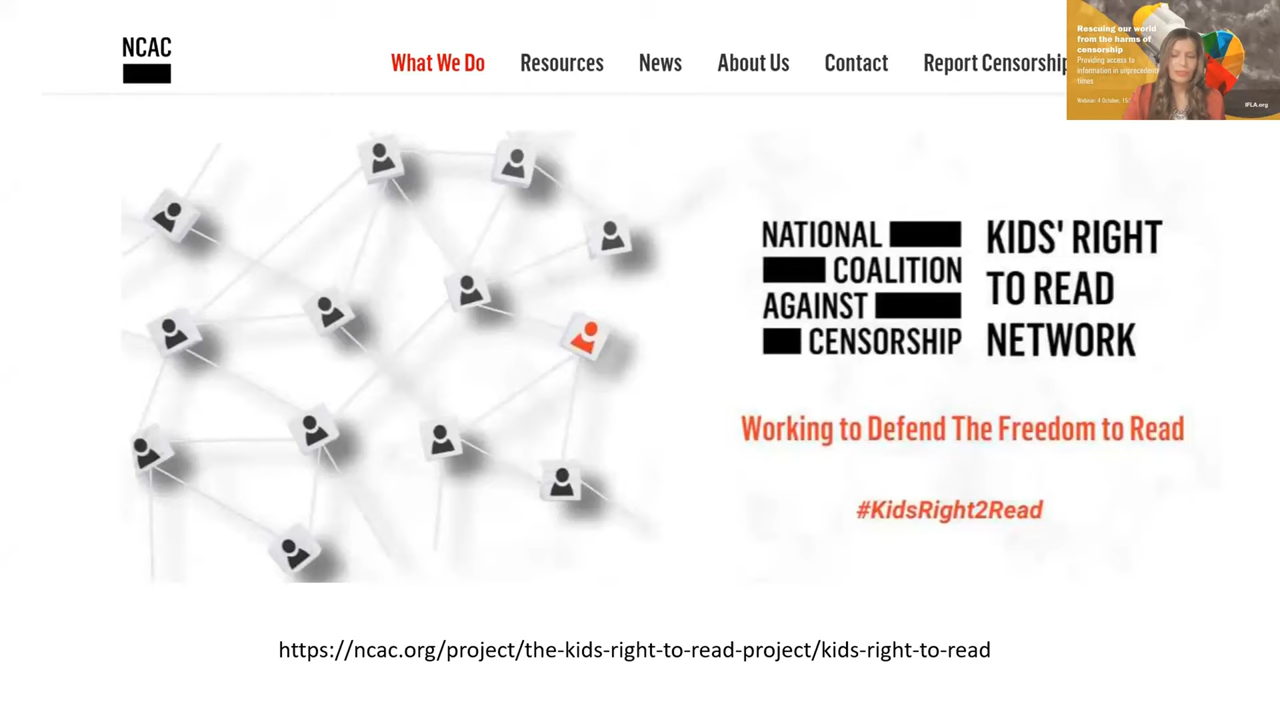 NCAC
What We Do
Resources
News
About Us
Contact
Report Censorship
Rescuing our world
from the harms of
censorship
Providing access to
information in
times
Webinar: 4 October,
IFLA.org
NATIONAL
COALITION
AGAINST
CENSORSHIP
KIDS' RIGHT
TO READ
NETWORK
Working to Defend The Freedom to Read
#KidsRight2Read
https://ncac.org/project/the-kids-right-to-read-project/kids-right-to-read